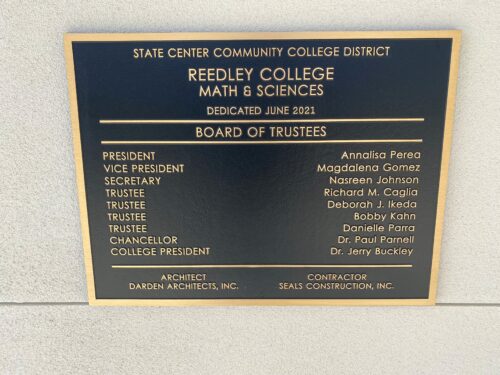 STATE CENTER COMMUNITY COLLEGE DISTRICT
REEDLEY COLLEGE
MATH & SCIENCES
DEDICATED JUNE 2021
BOARD OF TRUSTEES
PRESIDENT Annalisa Perea
VICE PRESIDENT Magdalena Gomez
SECRETARY Nasreen Johnson
TRUSTEE Richard M. Caglia
TRUSTEE Deborah J. Ikeda
TRUSTEE Bobby Kahn
TRUSTEE Danielle Parra
CHANCELLOR Dr. Paul Parnell
COLLEGE PRESIDENT Dr. Jerry Buckley
ARCHITECT CONTRACTOR
DARDEN ARCHITECTS, INC. SEALS CONSTRUCTION, INC.